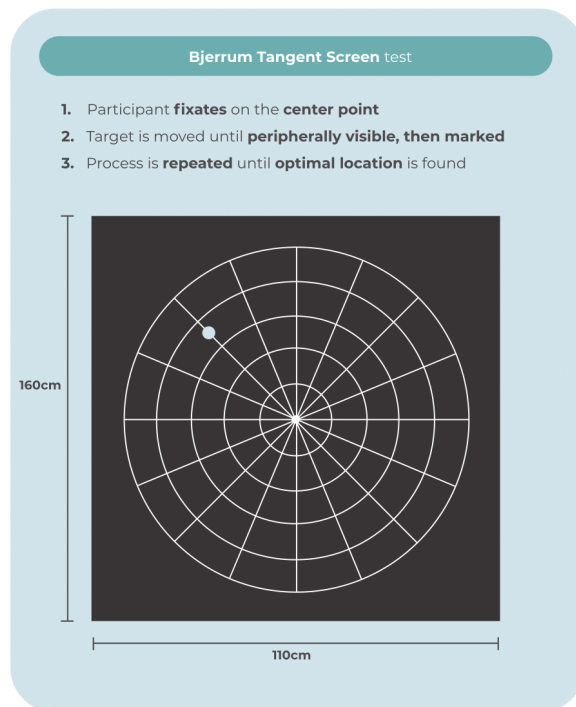 Bjerrum Tangent Screen test
1. Participant fixates on the center point
2. Target is moved until peripherally visible, then marked
3. Process is repeated until optimal location is found
160cm
110cm